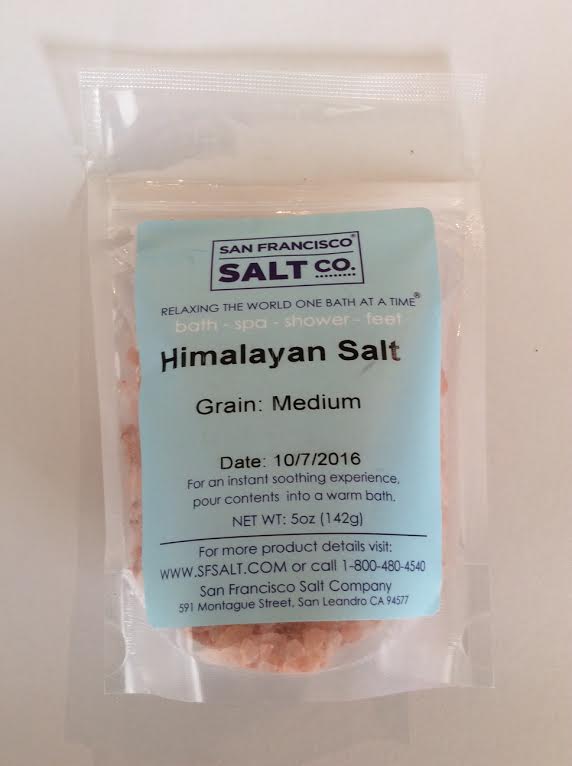 SAN FRANCISCO®
SALT CO.
RELAXING THE WORLD ONE BATH AT A TIME®
bath - spa - shower - feet
Himalayan Salt
Grain: Medium
Date: 10/7/2016
For an instant soothing experience,
pour contents into a warm bath.
NET WT: 5oz (142g)
For more product details visit:
WWW.SFSALT.COM or call 1-800-480-4540
San Francisco Salt Company
591 Montague Street, San Leandro CA 94577